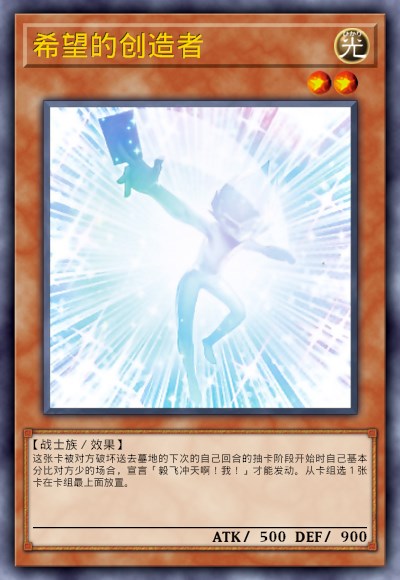 希望的创造者
ひかり
光
【战士族／效果】
这张卡被对方破坏送去墓地的下次的自己回合的抽卡阶段开始时自己基本
分比对方少的场合，宣言「毅飞冲天啊！我！」才能发动。从卡组选１张
卡在卡组最上面放置。
ATK/ 500 DEF/ 900